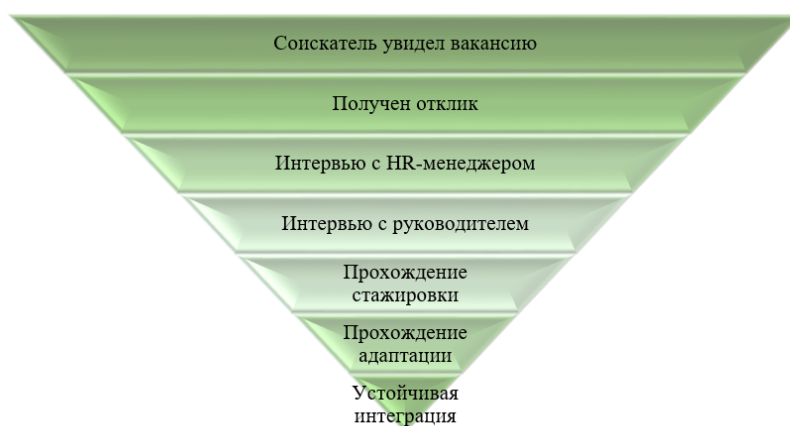 Соискатель увидел вакансию
Получен отклик
Интервью с HR-менеджером
Интервью с руководителем
Прохождение
стажировки
Прохождение
адаптации
Устойчивая
интеграция